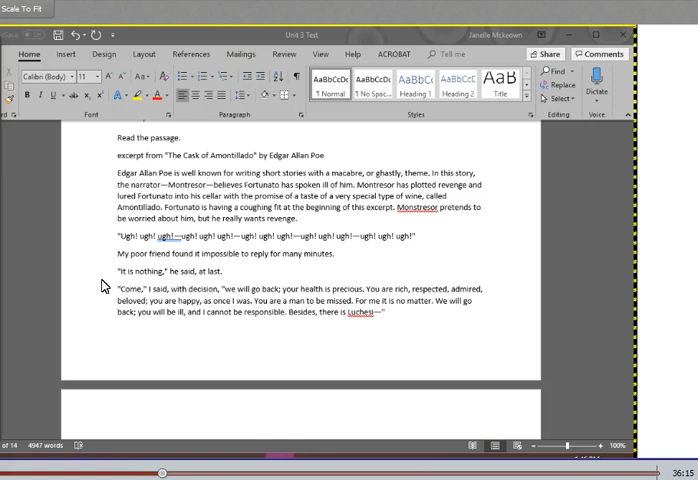 Scale To Fit
Unit 3 Test
Janelle Mckown
Home Insert Design Layout References Mailings Review View Help ACROBAT Tell me Share Comments
Calibri (Body) 11 A A Aa
B I U ab x x A
AaBbCcDc AaBbCcDc AaBbCc AaBbCcD AaB
¶ Normal ¶ No Spac... Heading 1 Heading 2 Title
Find
Replace
Select
Dictate
Font Paragraph Styles Editing Voice
Read the passage.
excerpt from "The Cask of Amontillado" by Edgar Allan Poe
Edgar Allan Poe is well known for writing short stories with a macabre, or ghastly, theme. In this story,
the narrator—Montresor—believes Fortunato has spoken ill of him. Montresor has plotted revenge and
lured Fortunato into his cellar with the promise of a taste of a very special type of wine, called
Amontillado. Fortunato is having a coughing fit at the beginning of this excerpt. Monstresor pretends to
be worried about him, but he really wants revenge.
"Ugh! ugh! ugh!—ugh! ugh! ugh!—ugh! ugh! ugh!—ugh! ugh! ugh!—ugh! ugh! ugh!"
My poor friend found it impossible to reply for many minutes.
"It is nothing," he said, at last.
"Come," I said, with decision, "we will go back; your health is precious. You are rich, respected, admired,
beloved; you are happy, as once I was. You are a man to be missed. For me it is no matter. We will go
back; you will be ill, and I cannot be responsible. Besides, there is Luchesi—"
of 14 4947 words
100%
36:15